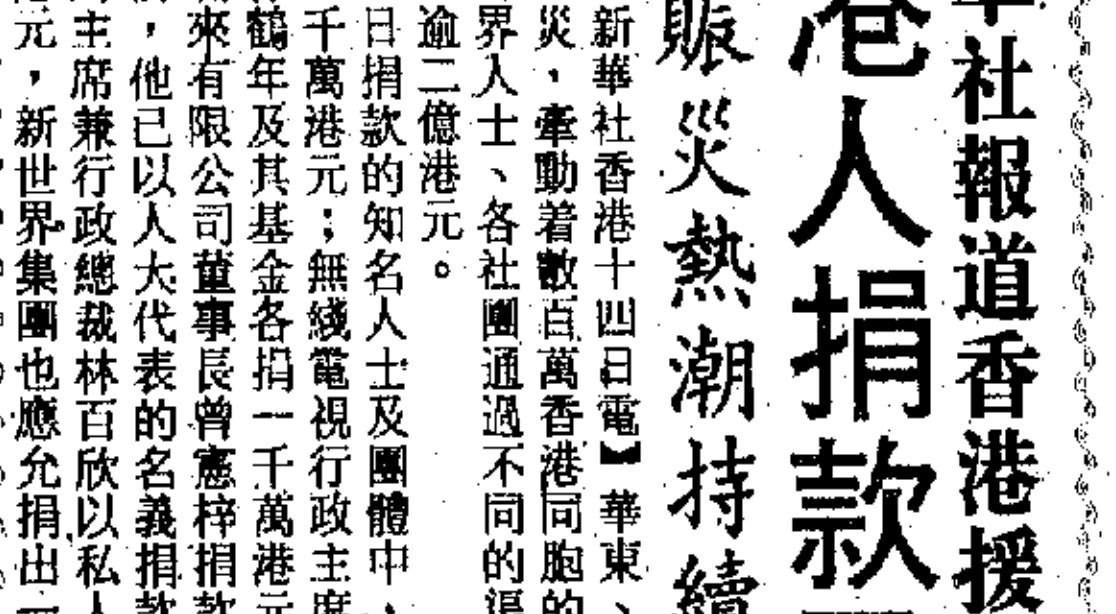 社報道香港援
港人捐款
賑災熱潮持續
新華社香港十四日電】華東、
災，牽動着數百萬香港同胞的
界人士、各社團通過不同的渠
逾二億港元。
日捐款的知名人士及團體中，
千萬港元；無綫電視行政主席
鶴年及其基金各捐一千萬港元
來有限公司董事長曾憲梓捐款
，他已以人大代表的名義捐款
主席兼行政總裁林百欣以私人
元，新世界集團也應允捐出一